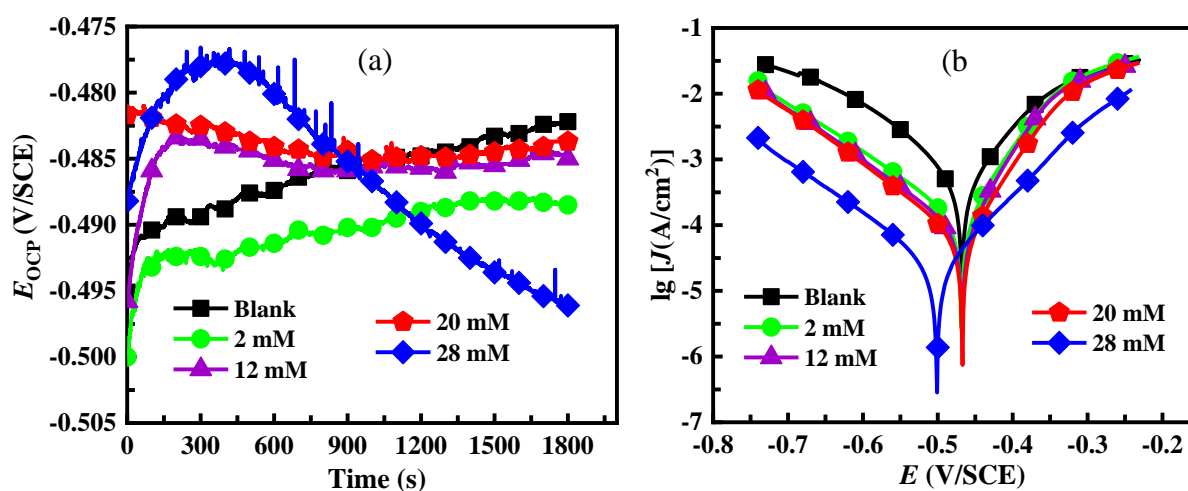 (a)
-0.475
-0.480
-0.485
-0.490
-0.495
-0.500
-0.505
E_OCP (V/SCE)
0 300 600 900 1200 1500 1800
Time (s)
Blank
2 mM
12 mM
20 mM
28 mM
(b)
-1
-2
-3
-4
-5
-6
-7
lg [J(A/cm²)]
-0.8 -0.7 -0.6 -0.5 -0.4 -0.3 -0.2
E (V/SCE)
Blank
2 mM
12 mM
20 mM
28 mM